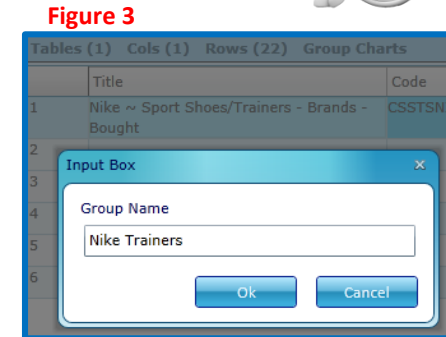 Figure 3
Tables (1) Cols (1) Rows (22) Group Charts
Title Code
1 Nike ~ Sport Shoes/Trainers - Brands - Bought CSSTSN
2
Input Box
3
Group Name
4
Nike Trainers
5
6
Ok Cancel